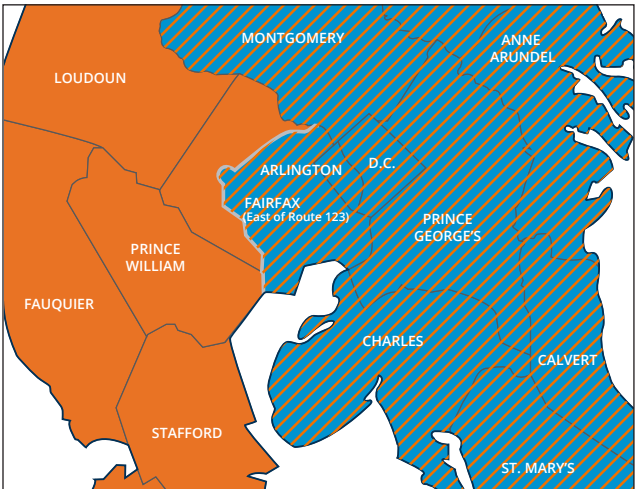 MONTGOMERY
ANNE
ARUNDEL
LOUDOUN
D.C.
ARLINGTON
FAIRFAX
(East of Route 123)
PRINCE
GEORGE'S
PRINCE
WILLIAM
FAUQUIER
CHARLES
CALVERT
STAFFORD
ST. MARY'S